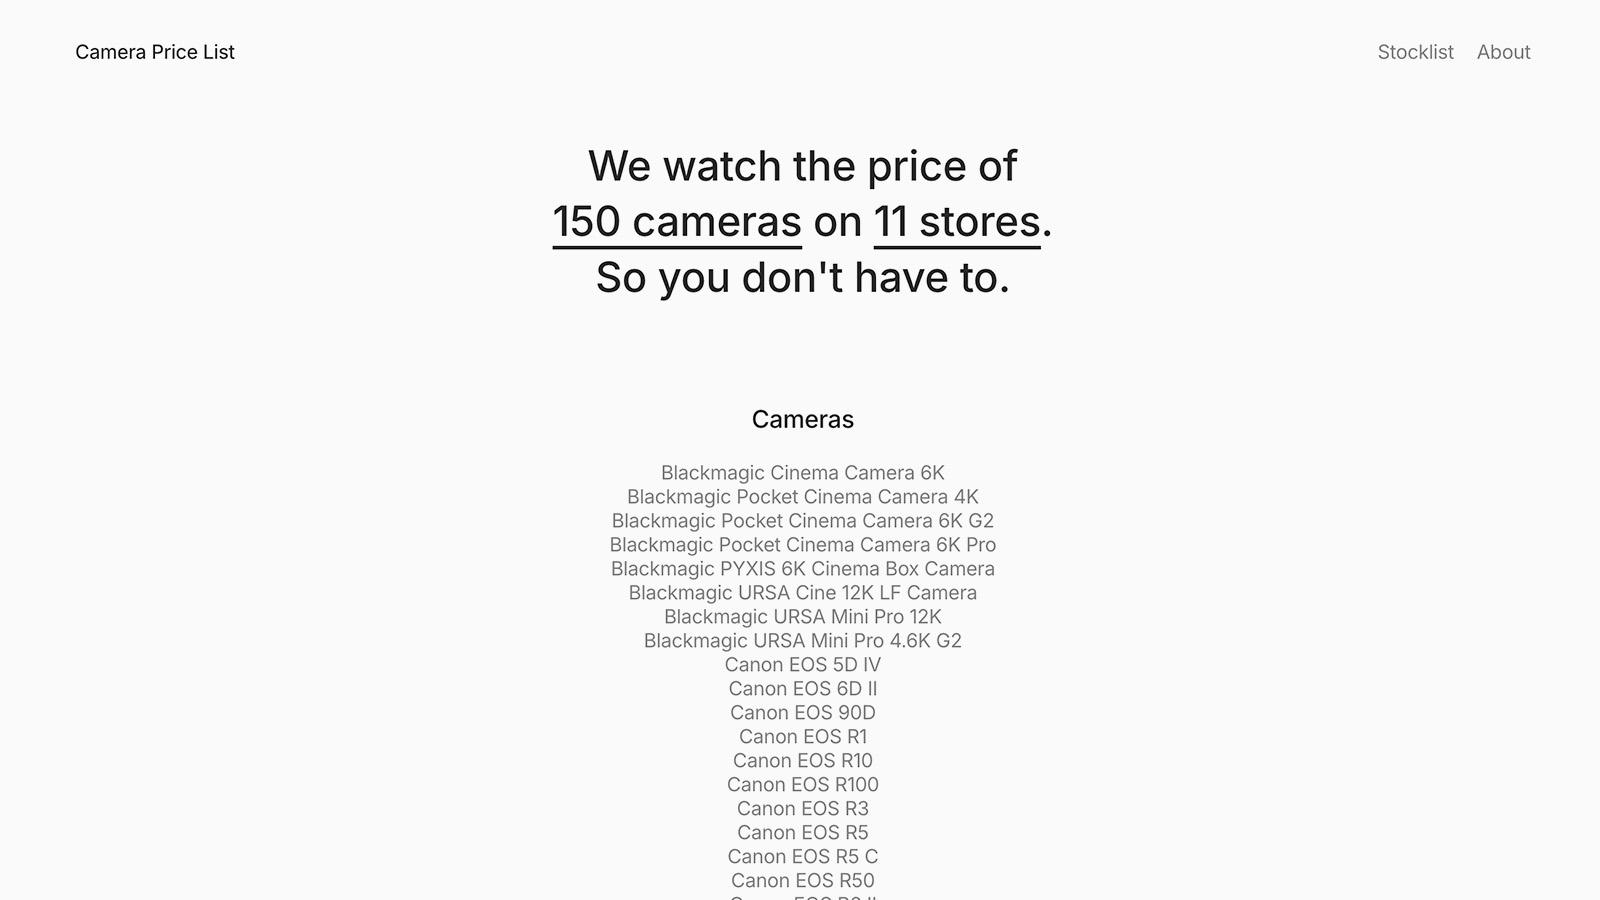 Camera Price List
Stocklist
About
We watch the price of
150 cameras on 11 stores.
So you don't have to.
Cameras
Blackmagic Cinema Camera 6K
Blackmagic Pocket Cinema Camera 4K
Blackmagic Pocket Cinema Camera 6K G2
Blackmagic Pocket Cinema Camera 6K Pro
Blackmagic PYXIS 6K Cinema Box Camera
Blackmagic URSA Cine 12K LF Camera
Blackmagic URSA Mini Pro 12K
Blackmagic URSA Mini Pro 4.6K G2
Canon EOS 5D IV
Canon EOS 6D II
Canon EOS 90D
Canon EOS R1
Canon EOS R10
Canon EOS R100
Canon EOS R3
Canon EOS R5
Canon EOS R5 C
Canon EOS R50